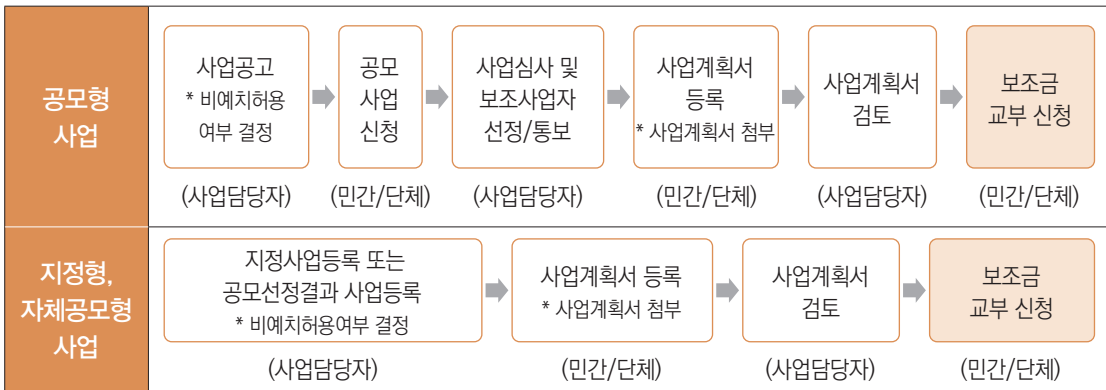 공모형
사업
사업공고
* 비예치허용
여부 결정
(사업담당자)
공모
사업
신청
(민간/단체)
사업심사 및
보조사업자
선정/통보
(사업담당자)
사업계획서
등록
* 사업계획서 첨부
(민간/단체)
사업계획서
검토
(사업담당자)
보조금
교부 신청
(민간/단체)
지정형,
자체공모형
사업
지정사업등록 또는
공모선정결과 사업등록
* 비예치허용여부 결정
(사업담당자)
사업계획서 등록
* 사업계획서 첨부
(민간/단체)
사업계획서
검토
(사업담당자)
보조금
교부 신청
(민간/단체)